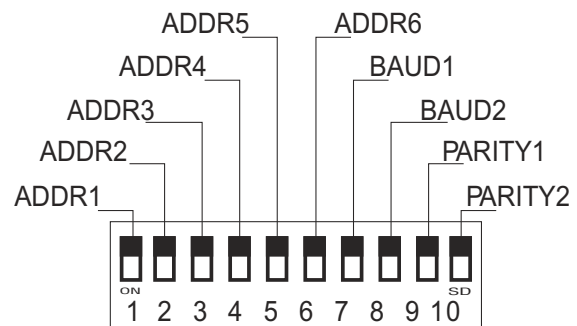 ADDR5 ADDR6
ADDR4 BAUD1
ADDR3 BAUD2
ADDR2 PARITY1
ADDR1 PARITY2
ON SD
1 2 3 4 5 6 7 8 9 10